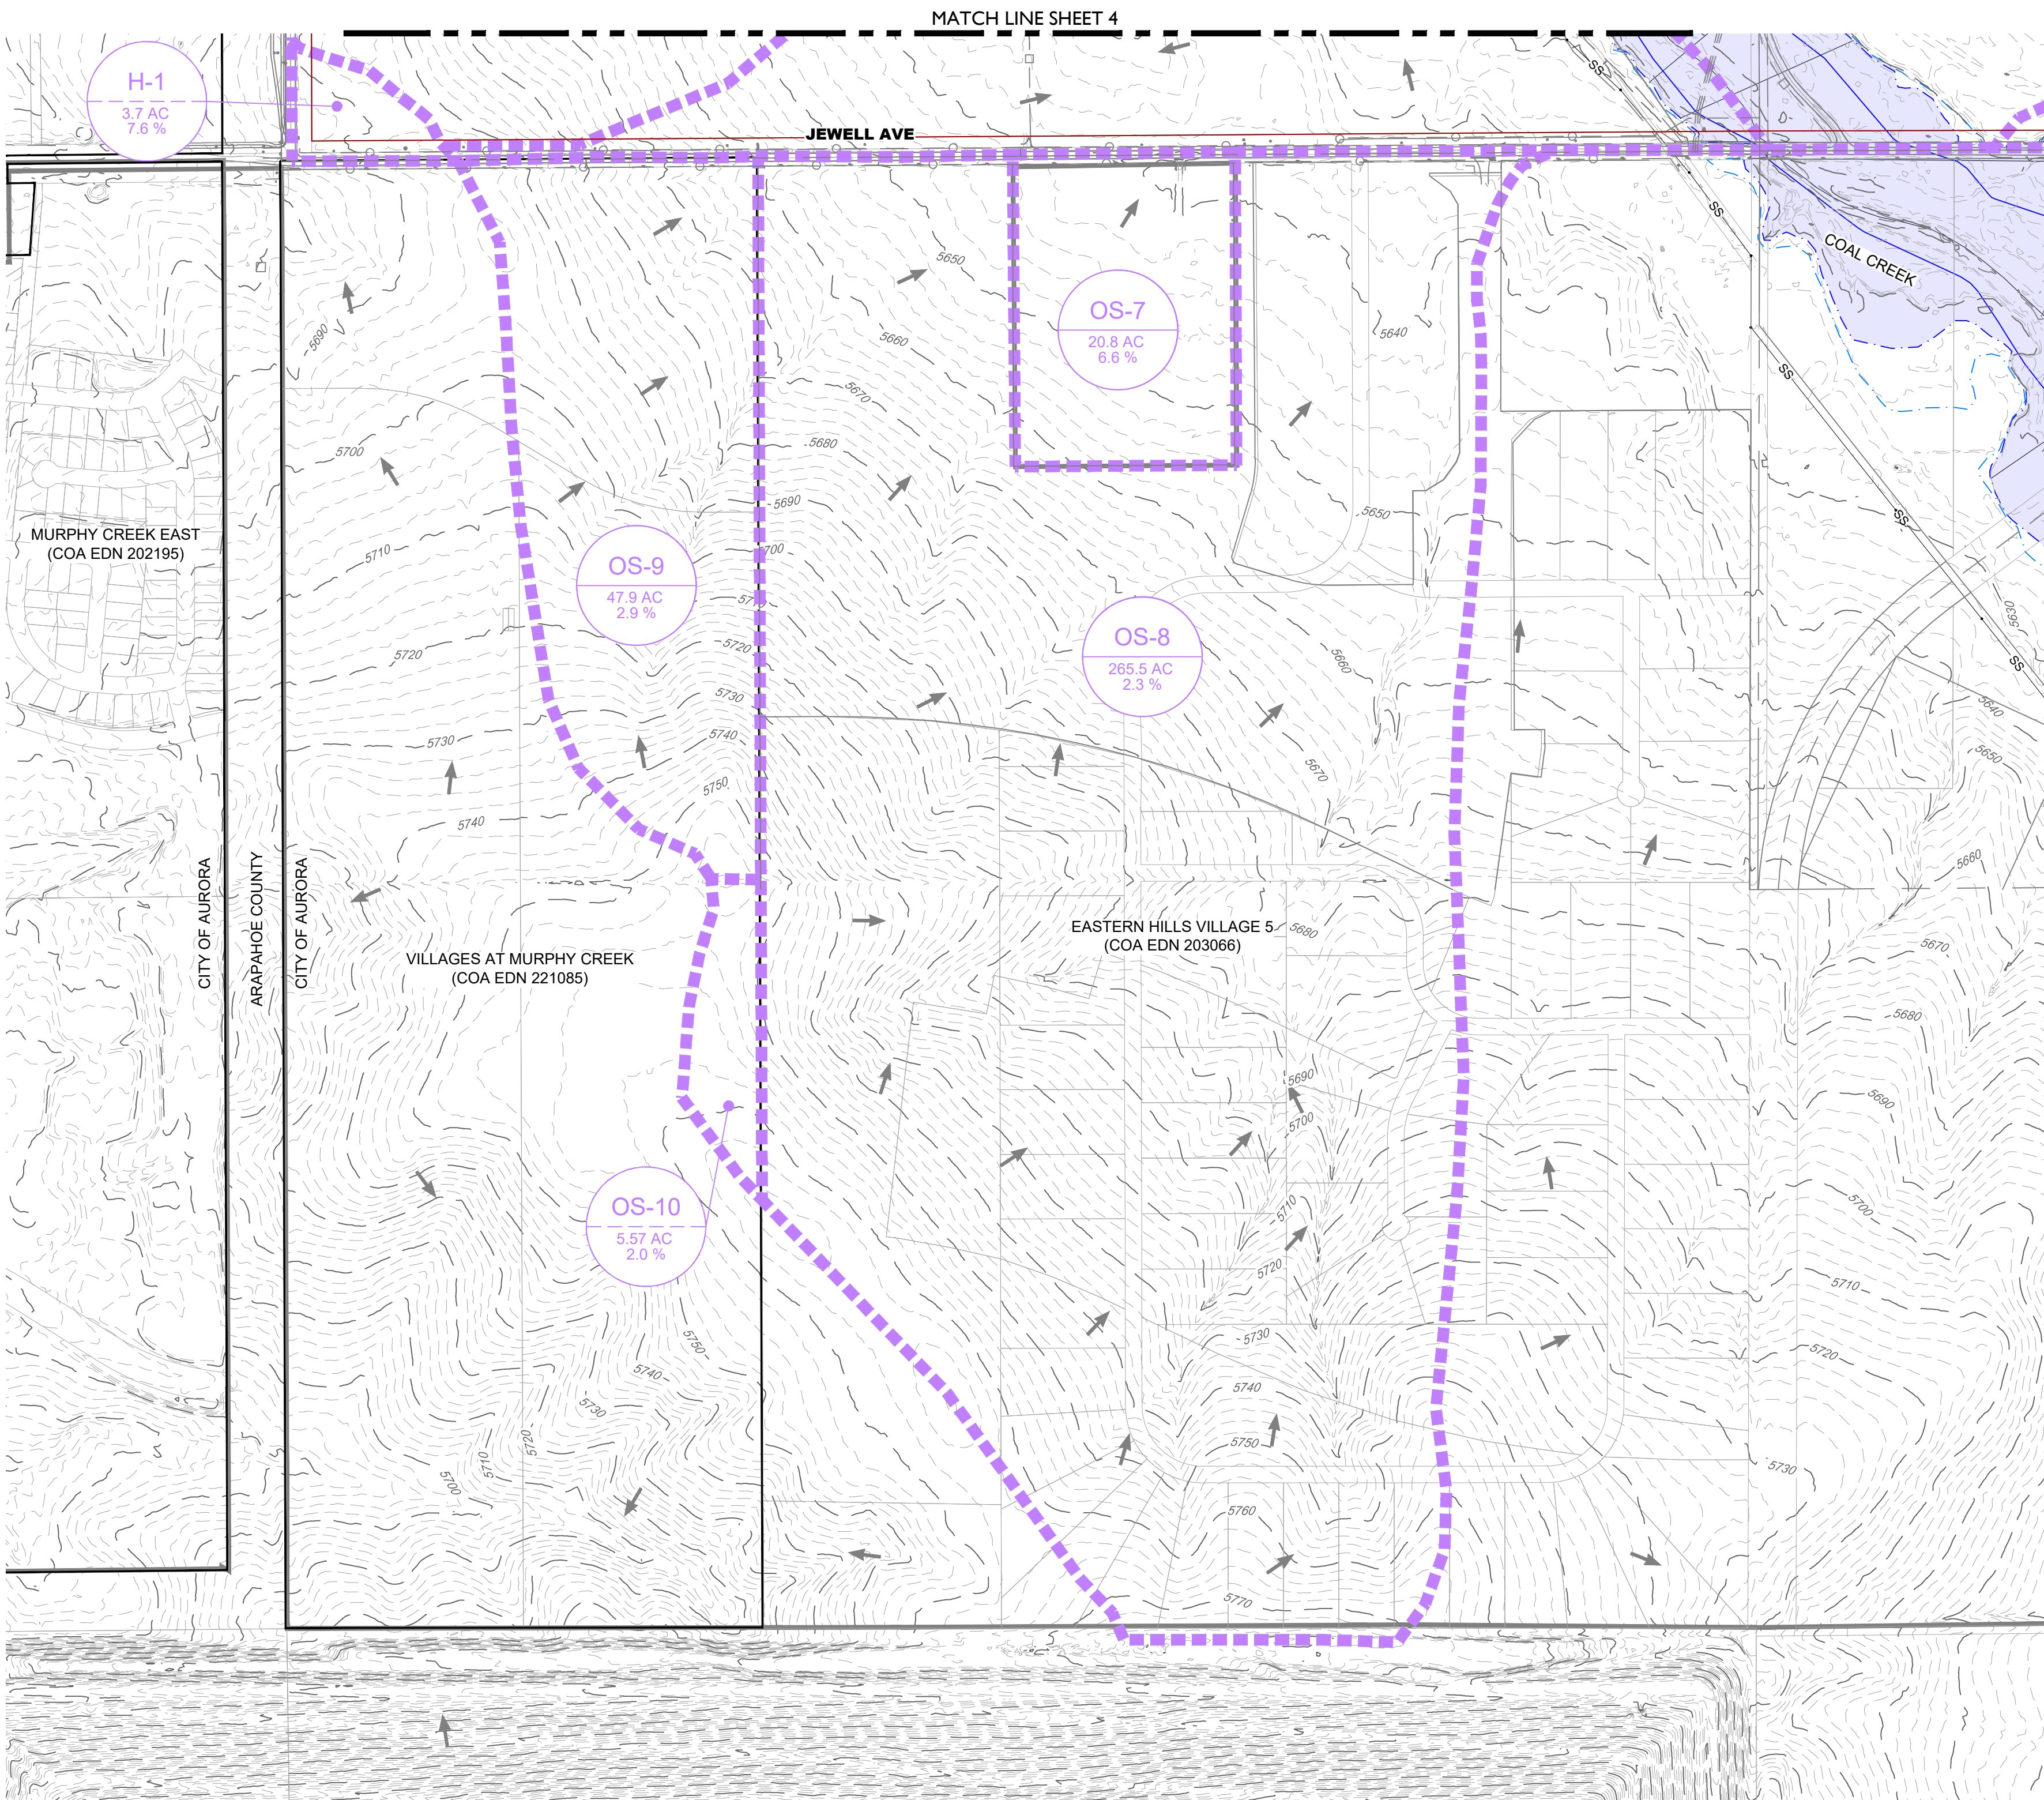 MATCH LINE SHEET 4
H-1
3.7 AC
7.6 %
JEWELL AVE
SS
SS
COAL CREEK
5650
OS-7
20.8 AC
6.6 %
5690
5660
5640
SS
5670
5700
5680
5690
5650
SS
MURPHY CREEK EAST
(COA EDN 202195)
5710
5700
OS-9
47.9 AC
2.9 %
5630
OS-8
265.5 AC
2.3 %
5720
5720
5660
SS
5730
5640
5730
5740
5750
5670
5750
5740
5650
5660
CITY OF AURORA
ARAPAHOE COUNTY
CITY OF AURORA
EASTERN HILLS VILLAGE 5
(COA EDN 203066)
5680
5670
VILLAGES AT MURPHY CREEK
(COA EDN 221085)
5680
5690
5690
5700
5700
OS-10
5.57 AC
2.0 %
5710
5720
5710
5730
5750
5740
5720
5740
5730
5720
5710
5700
5750
5730
5760
5770